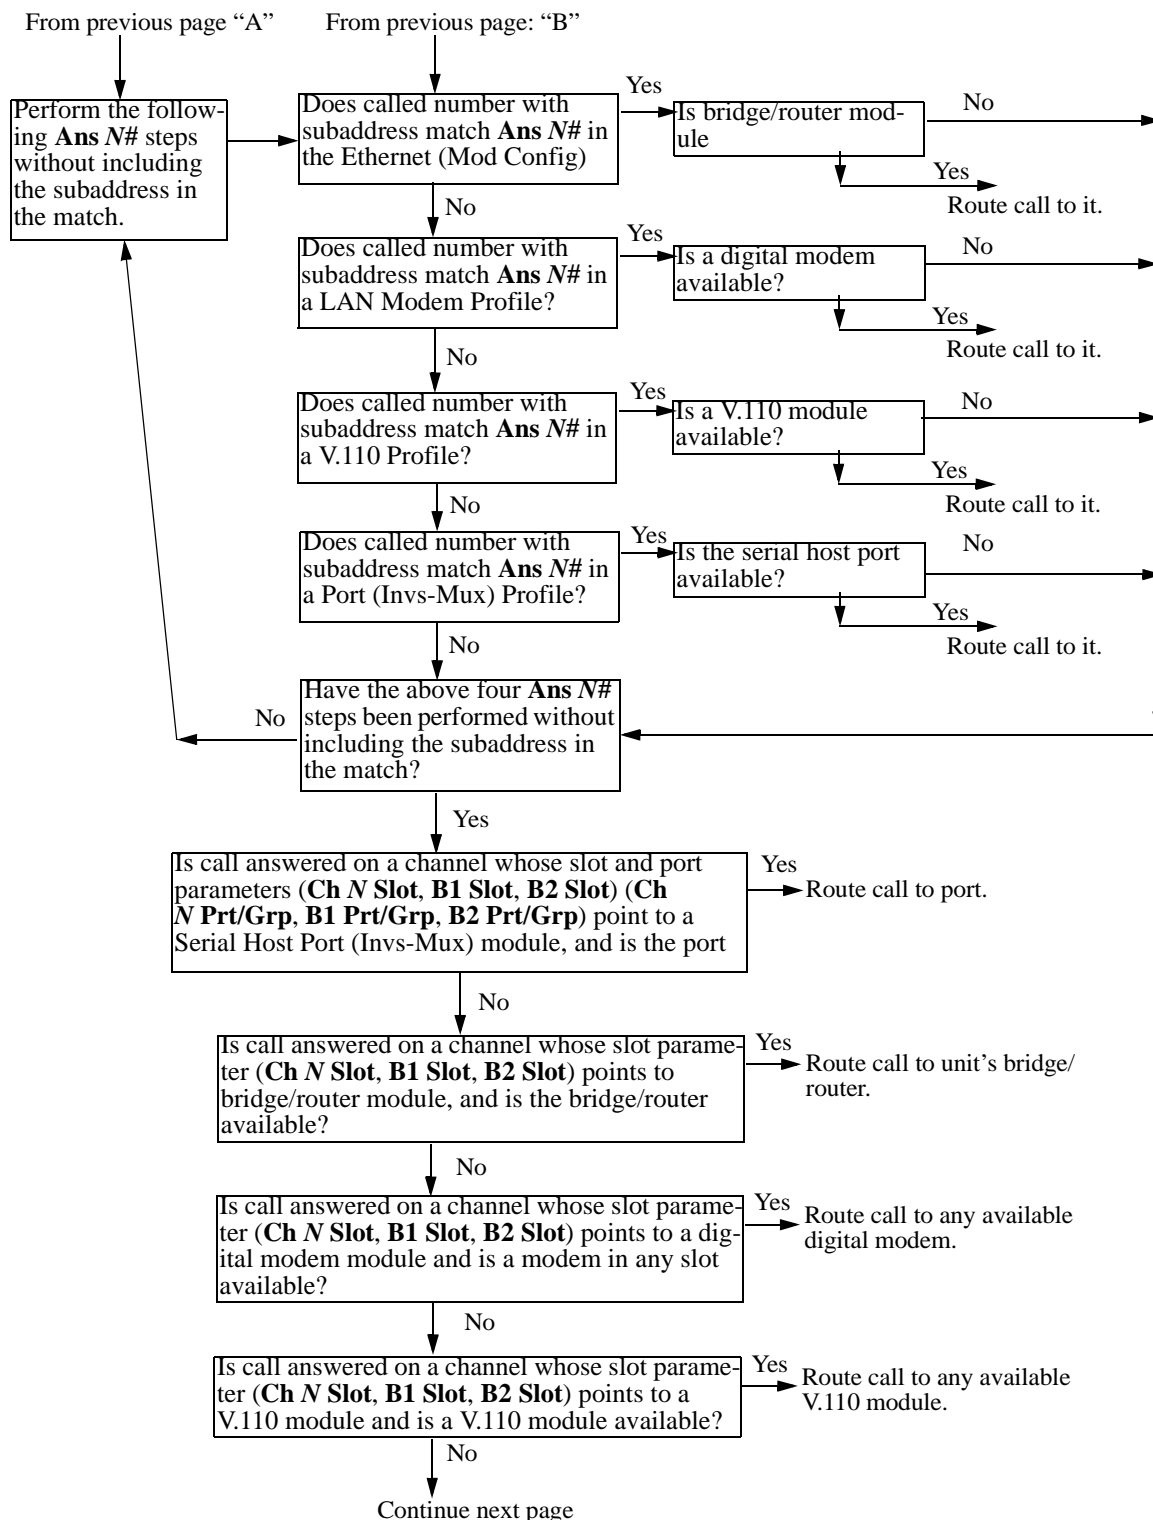 From previous page “A”
From previous page: “B”
Perform the follow-
ing Ans N# steps
without including
the subaddress in
the match.
Does called number with
subaddress match Ans N# in
the Ethernet (Mod Config)
Yes
Is bridge/router mod-
ule
No
Yes
Route call to it.
No
Does called number with
subaddress match Ans N# in
a LAN Modem Profile?
Yes
Is a digital modem
available?
No
Yes
Route call to it.
No
Does called number with
subaddress match Ans N# in
a V.110 Profile?
Yes
Is a V.110 module
available?
No
Yes
Route call to it.
No
Does called number with
subaddress match Ans N# in
a Port (Invs-Mux) Profile?
Yes
Is the serial host port
available?
No
Yes
Route call to it.
No
Have the above four Ans N#
steps been performed without
including the subaddress in
the match?
No
Yes
Is call answered on a channel whose slot and port
parameters (Ch N Slot, B1 Slot, B2 Slot) (Ch
N Prt/Grp, B1 Prt/Grp, B2 Prt/Grp) point to a
Serial Host Port (Invs-Mux) module, and is the port
Yes
Route call to port.
No
Is call answered on a channel whose slot parame-
ter (Ch N Slot, B1 Slot, B2 Slot) points to
bridge/router module, and is the bridge/router
available?
Yes
Route call to unit’s bridge/
router.
No
Is call answered on a channel whose slot parame-
ter (Ch N Slot, B1 Slot, B2 Slot) points to a dig-
ital modem module and is a modem in any slot
available?
Yes
Route call to any available
digital modem.
No
Is call answered on a channel whose slot parame-
ter (Ch N Slot, B1 Slot, B2 Slot) points to a
V.110 module and is a V.110 module available?
Yes
Route call to any available
V.110 module.
No
Continue next page